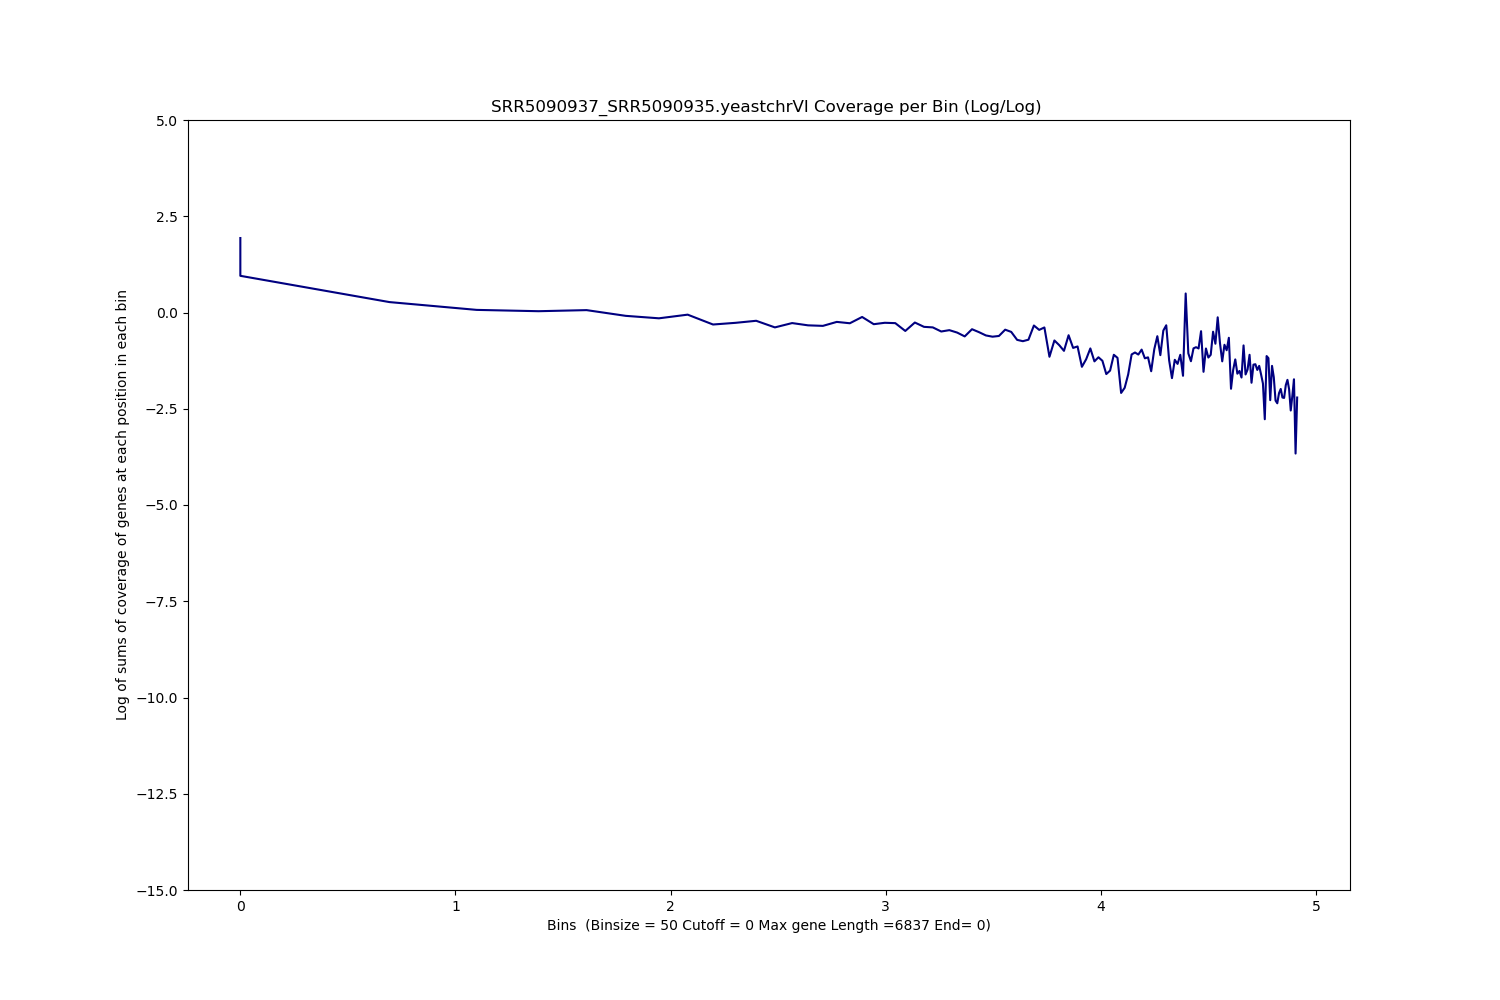 SRR5090937_SRR5090935.yeastchrVI Coverage per Bin (Log/Log)
Log of sums of coverage of genes at each position in each bin
5.0
2.5
0.0
−2.5
−5.0
−7.5
−10.0
−12.5
−15.0
0 1 2 3 4 5
Bins  (Binsize = 50 Cutoff = 0 Max gene Length =6837 End= 0)